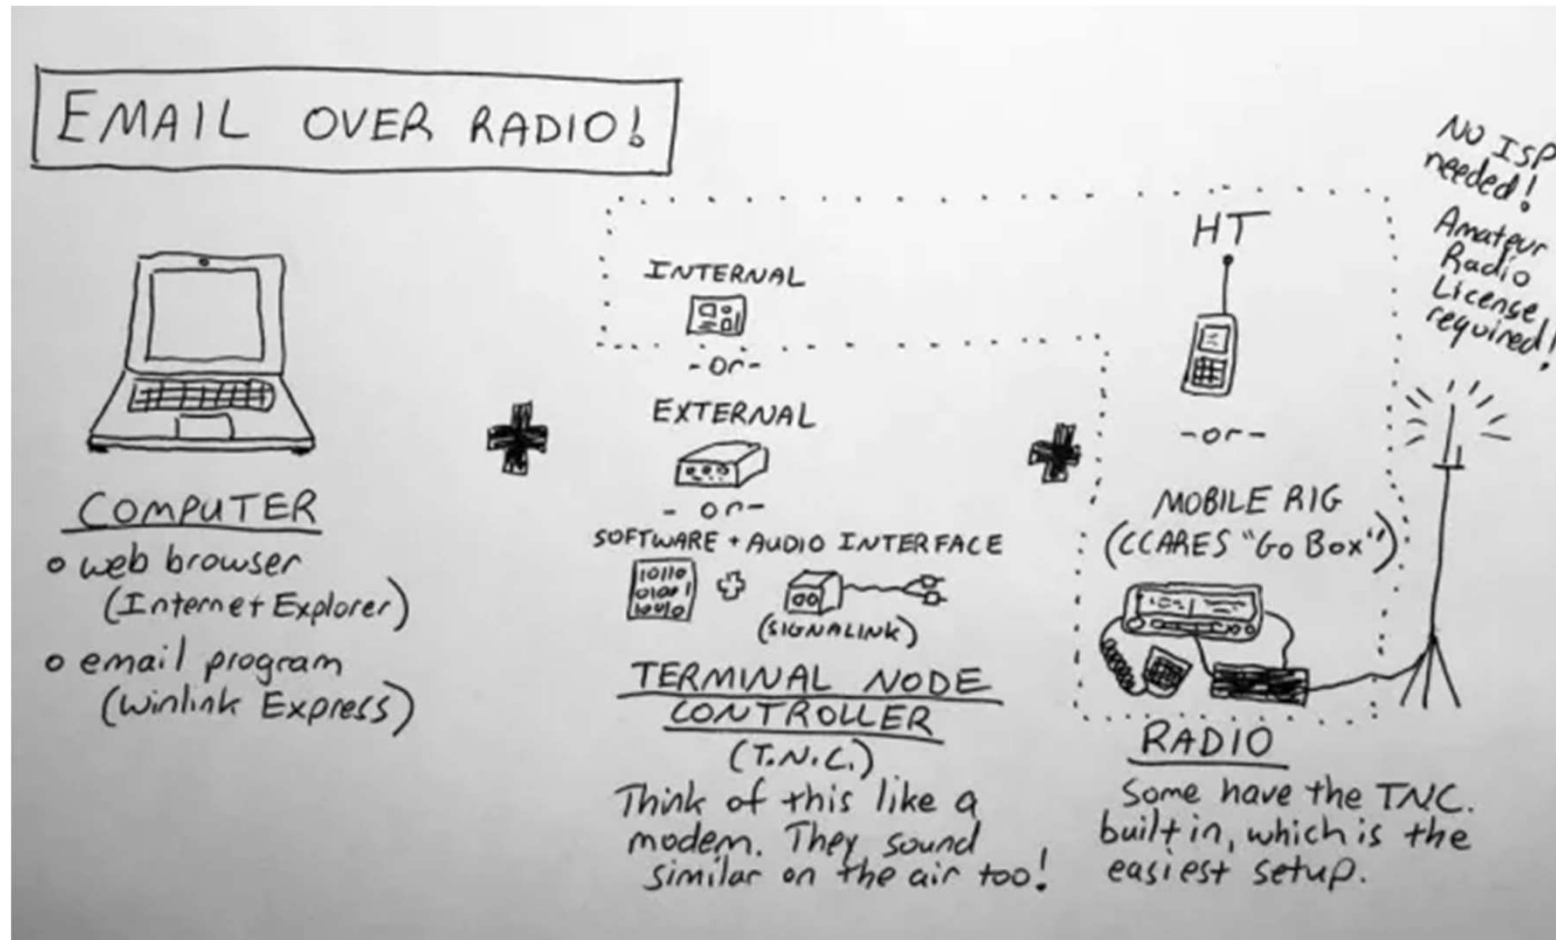 EMAIL OVER RADIO!
COMPUTER
o web browser
(Internet Explorer)
o email program
(Winlink Express)
INTERNAL
-or-
EXTERNAL
- or-
SOFTWARE + AUDIO INTERFACE
10110
01001
10010
(SIGNALINK)
TERMINAL NODE
CONTROLLER
(T.N.C.)
Think of this like a
modem. They sound
similar on the air too!
HT
-or-
MOBILE RIG
(CCARES "Go Box")
RADIO
Some have the TNC.
built in, which is the
easiest setup.
NO ISP
needed!
Amateur
Radio
License
required!